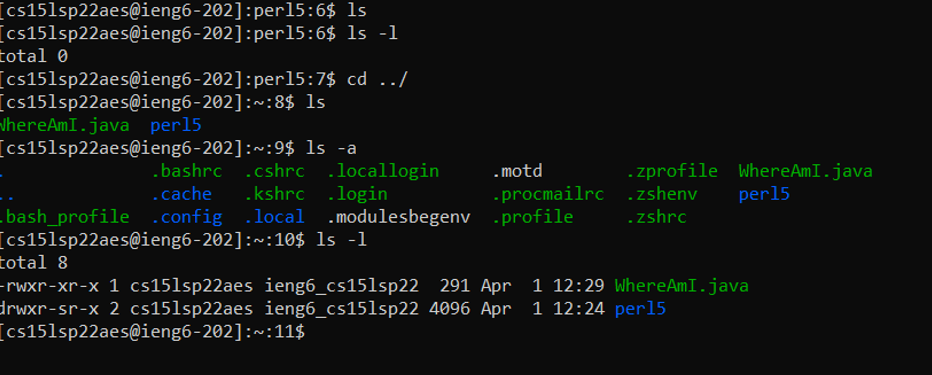 [cs15lsp22aes@ieng6-202]:perl5:6$ ls
[cs15lsp22aes@ieng6-202]:perl5:6$ ls -l
total 0
[cs15lsp22aes@ieng6-202]:perl5:7$ cd ../
[cs15lsp22aes@ieng6-202]:~:8$ ls
WhereAmI.java  perl5
[cs15lsp22aes@ieng6-202]:~:9$ ls -a
.              .bashrc  .cshrc  .locallogin     .motd        .zprofile  WhereAmI.java
..             .cache   .kshrc  .login          .procmailrc  .zshenv    perl5
.bash_profile  .config  .local  .modulesbegenv  .profile     .zshrc
[cs15lsp22aes@ieng6-202]:~:10$ ls -l
total 8
-rwxr-xr-x 1 cs15lsp22aes ieng6_cs15lsp22  291 Apr  1 12:29 WhereAmI.java
drwxr-sr-x 2 cs15lsp22aes ieng6_cs15lsp22 4096 Apr  1 12:24 perl5
[cs15lsp22aes@ieng6-202]:~:11$